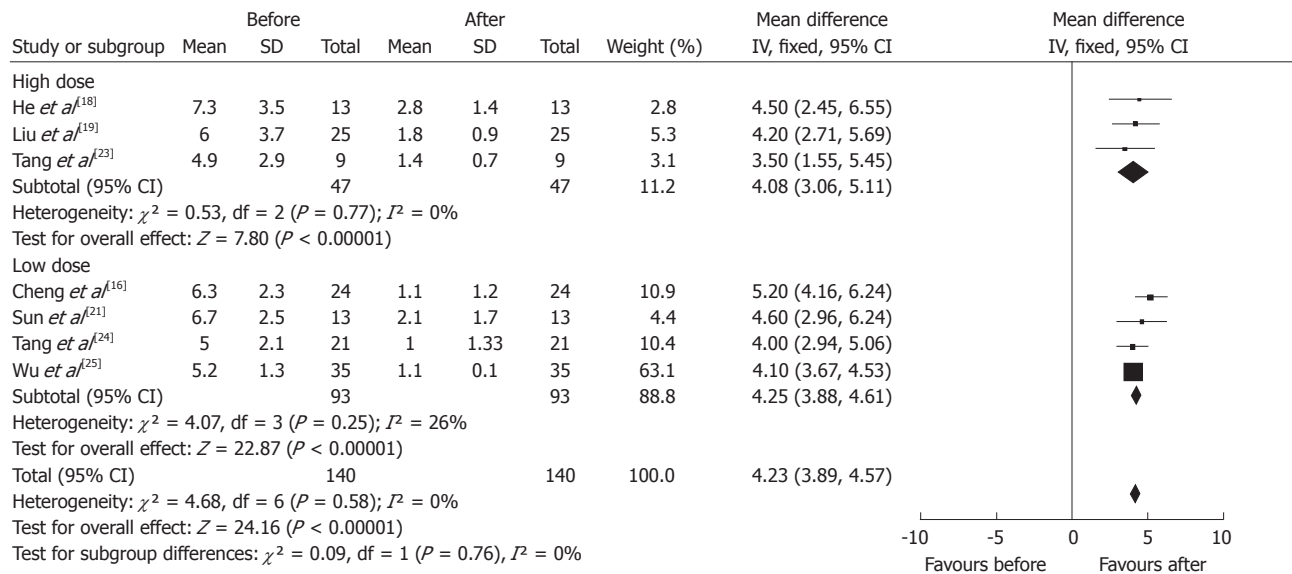 Before After Mean difference Mean difference
Study or subgroup Mean SD Total Mean SD Total Weight (%) IV, fixed, 95% CI IV, fixed, 95% CI
High dose
He et al[18] 7.3 3.5 13 2.8 1.4 13 2.8 4.50 (2.45, 6.55)
Liu et al[19] 6 3.7 25 1.8 0.9 25 5.3 4.20 (2.71, 5.69)
Tang et al[23] 4.9 2.9 9 1.4 0.7 9 3.1 3.50 (1.55, 5.45)
Subtotal (95% CI) 47 47 11.2 4.08 (3.06, 5.11)
Heterogeneity: χ² = 0.53, df = 2 (P = 0.77); I² = 0%
Test for overall effect: Z = 7.80 (P < 0.00001)
Low dose
Cheng et al[16] 6.3 2.3 24 1.1 1.2 24 10.9 5.20 (4.16, 6.24)
Sun et al[21] 6.7 2.5 13 2.1 1.7 13 4.4 4.60 (2.96, 6.24)
Tang et al[24] 5 2.1 21 1 1.33 21 10.4 4.00 (2.94, 5.06)
Wu et al[25] 5.2 1.3 35 1.1 0.1 35 63.1 4.10 (3.67, 4.53)
Subtotal (95% CI) 93 93 88.8 4.25 (3.88, 4.61)
Heterogeneity: χ² = 4.07, df = 3 (P = 0.25); I² = 26%
Test for overall effect: Z = 22.87 (P < 0.00001)
Total (95% CI) 140 140 100.0 4.23 (3.89, 4.57)
Heterogeneity: χ² = 4.68, df = 6 (P = 0.58); I² = 0%
Test for overall effect: Z = 24.16 (P < 0.00001)
Test for subgroup differences: χ² = 0.09, df = 1 (P = 0.76), I² = 0%
-10 -5 0 5 10
Favours before Favours after